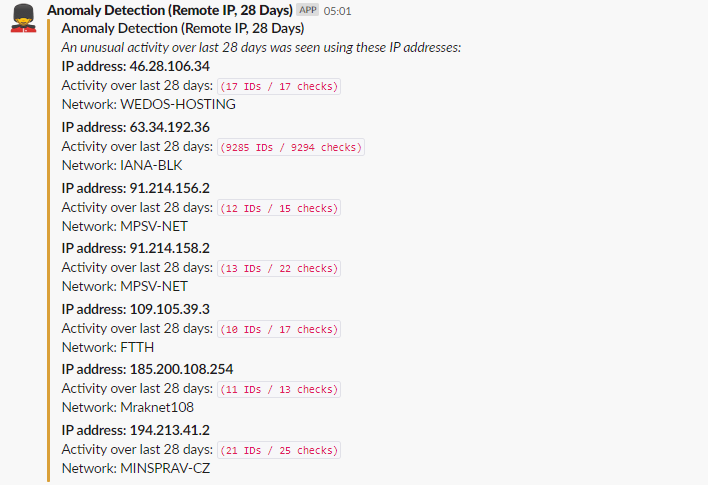 Anomaly Detection (Remote IP, 28 Days) APP 05:01
Anomaly Detection (Remote IP, 28 Days)
An unusual activity over last 28 days was seen using these IP addresses:
IP address: 46.28.106.34
Activity over last 28 days: (17 IDs / 17 checks)
Network: WEDOS-HOSTING
IP address: 63.34.192.36
Activity over last 28 days: (9285 IDs / 9294 checks)
Network: IANA-BLK
IP address: 91.214.156.2
Activity over last 28 days: (12 IDs / 15 checks)
Network: MPSV-NET
IP address: 91.214.158.2
Activity over last 28 days: (13 IDs / 22 checks)
Network: MPSV-NET
IP address: 109.105.39.3
Activity over last 28 days: (10 IDs / 17 checks)
Network: FTTH
IP address: 185.200.108.254
Activity over last 28 days: (11 IDs / 13 checks)
Network: Mraknet108
IP address: 194.213.41.2
Activity over last 28 days: (21 IDs / 25 checks)
Network: MINSPRAV-CZ